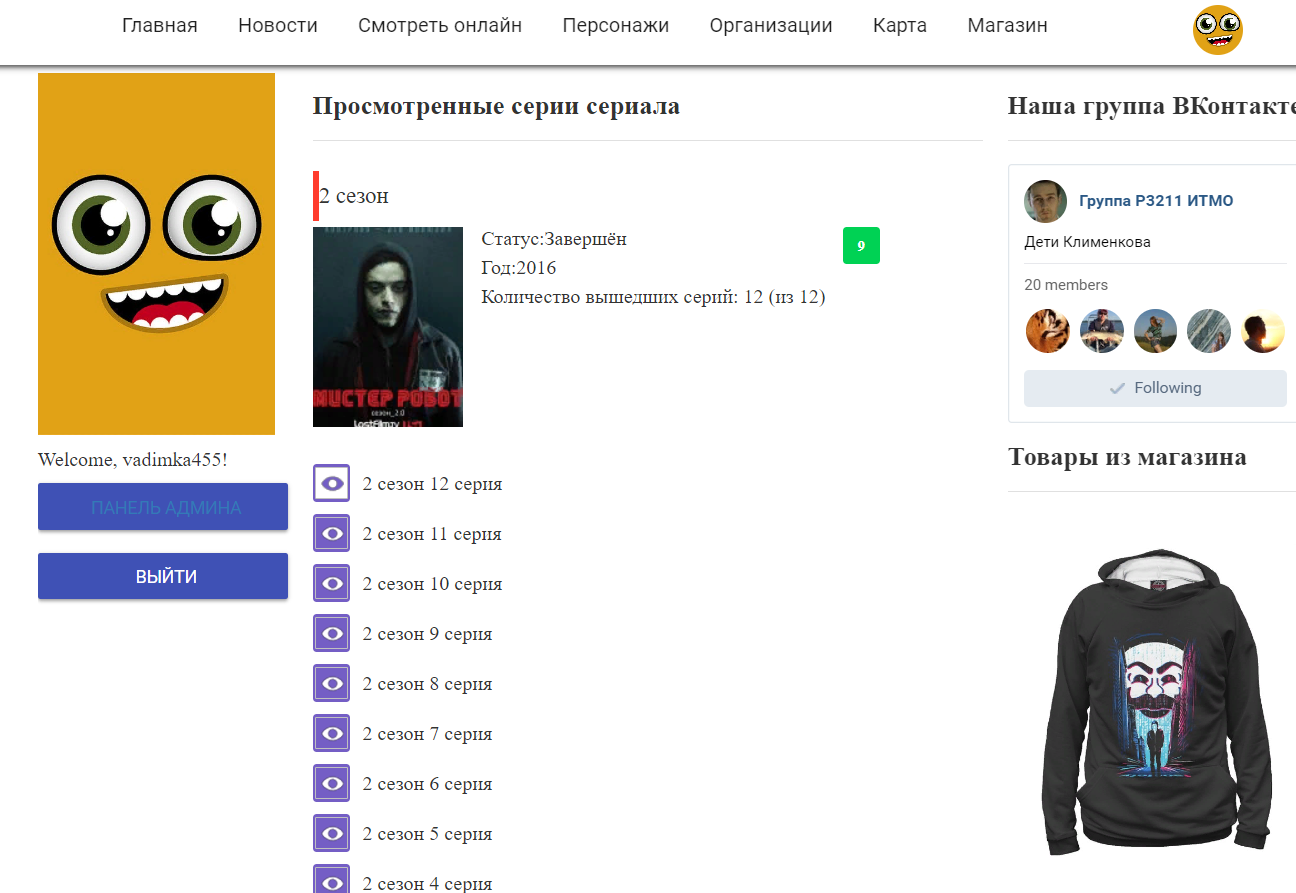 Главная Новости Смотреть онлайн Персонажи Организации Карта Магазин
Welcome, vadimka455!
ПАНЕЛЬ АДМИНА
ВЫЙТИ
Просмотренные серии сериала
2 сезон
МИСТЕР РОБОТ
сезон_2.0
Статус:Завершён
Год:2016
Количество вышедших серий: 12 (из 12)
9
2 сезон 12 серия
2 сезон 11 серия
2 сезон 10 серия
2 сезон 9 серия
2 сезон 8 серия
2 сезон 7 серия
2 сезон 6 серия
2 сезон 5 серия
2 сезон 4 серия
Наша группа ВКонтакте
Группа P3211 ИТМО
Дети Клименкова
20 members
Following
Товары из магазина